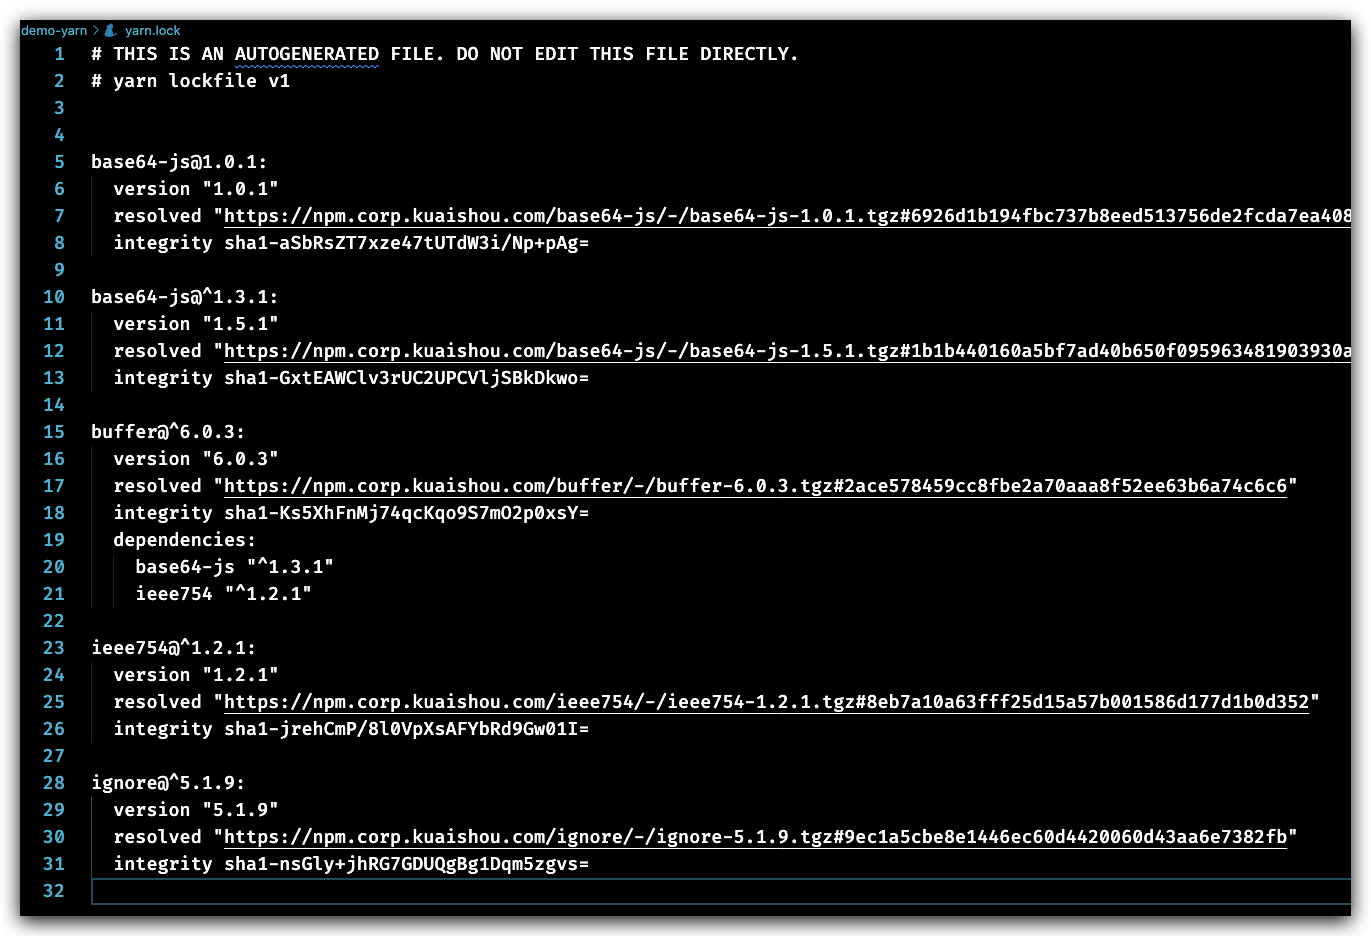 demo-yarn > yarn.lock
1 # THIS IS AN AUTOGENERATED FILE. DO NOT EDIT THIS FILE DIRECTLY.
2 # yarn lockfile v1
3
4
5 base64-js@1.0.1:
6 version "1.0.1"
7 resolved "https://npm.corp.kuaishou.com/base64-js/-/base64-js-1.0.1.tgz#6926d1b194fbc737b8eed513756de2fcda7ea408
8 integrity sha1-aSbRsZT7xze47tUTdW3i/Np+pAg=
9
10 base64-js@^1.3.1:
11 version "1.5.1"
12 resolved "https://npm.corp.kuaishou.com/base64-js/-/base64-js-1.5.1.tgz#1b1b440160a5bf7ad40b650f095963481903930a
13 integrity sha1-GxtEAWClv3rUC2UPCVljSBkDkwo=
14
15 buffer@^6.0.3:
16 version "6.0.3"
17 resolved "https://npm.corp.kuaishou.com/buffer/-/buffer-6.0.3.tgz#2ace578459cc8fbe2a70aaa8f52ee63b6a74c6c6"
18 integrity sha1-Ks5XhFnMj74qcKqo9S7mO2p0xsY=
19 dependencies:
20 base64-js "^1.3.1"
21 ieee754 "^1.2.1"
22
23 ieee754@^1.2.1:
24 version "1.2.1"
25 resolved "https://npm.corp.kuaishou.com/ieee754/-/ieee754-1.2.1.tgz#8eb7a10a63fff25d15a57b001586d177d1b0d352"
26 integrity sha1-jrehCmP/8l0VpXsAFYbRd9Gw01I=
27
28 ignore@^5.1.9:
29 version "5.1.9"
30 resolved "https://npm.corp.kuaishou.com/ignore/-/ignore-5.1.9.tgz#9ec1a5cbe8e1446ec60d4420060d43aa6e7382fb"
31 integrity sha1-nsGly+jhRG7GDUQgBg1Dqm5zgvs=
32